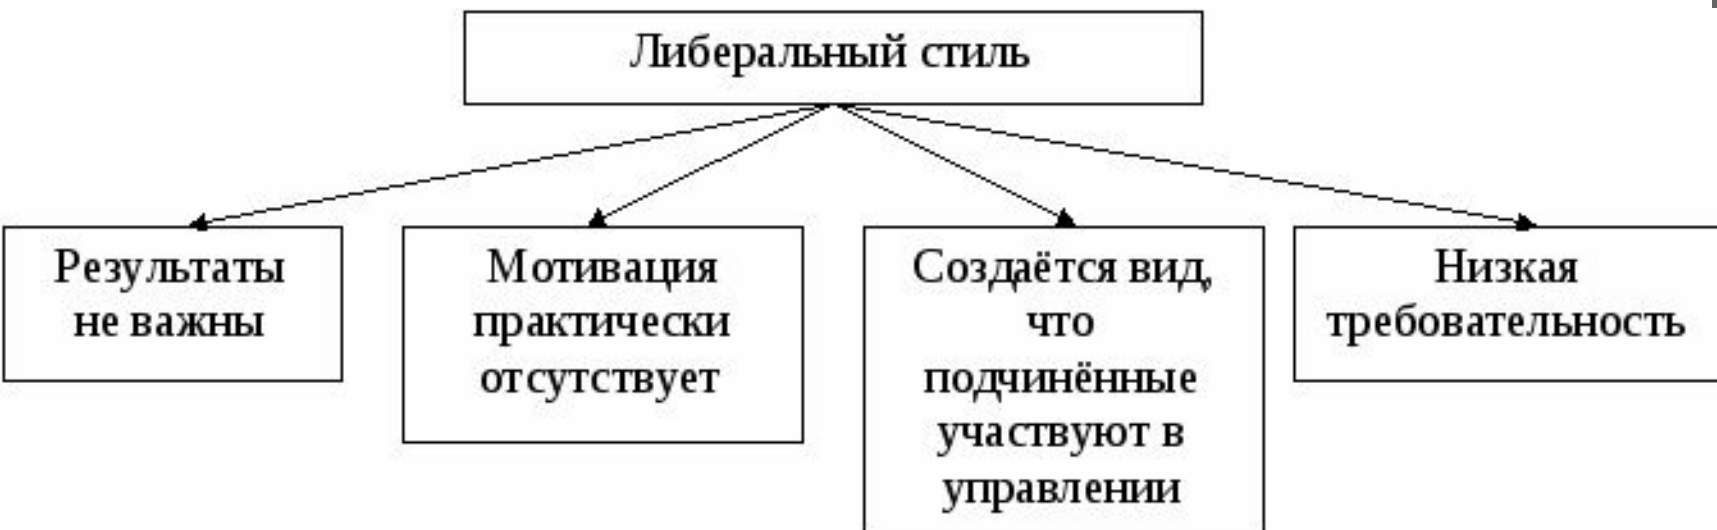 Либеральный стиль
Результаты
не важны
Мотивация
практически
отсутствует
Создаётся вид,
что
подчинённые
участвуют в
управлении
Низкая
требовательность